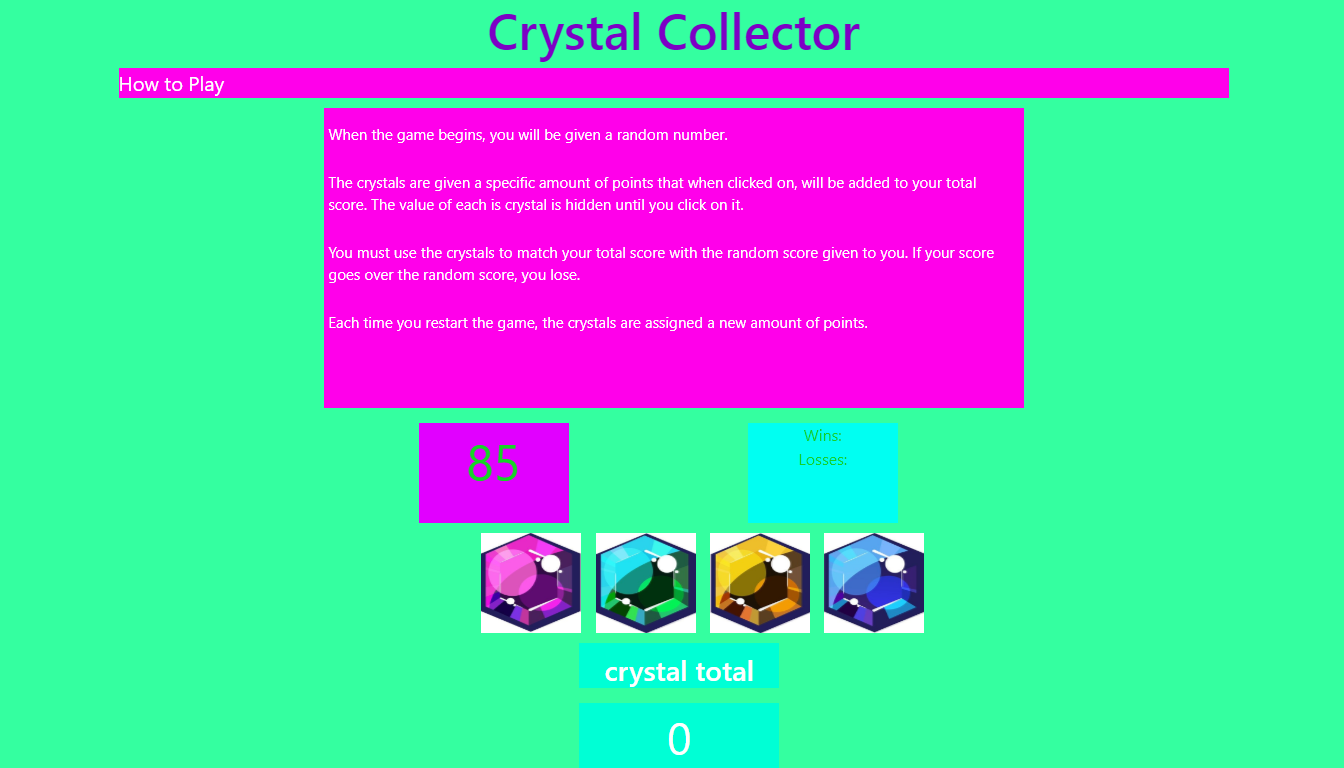 Crystal Collector
How to Play
When the game begins, you will be given a random number.
The crystals are given a specific amount of points that when clicked on, will be added to your total
score. The value of each is crystal is hidden until you click on it.
You must use the crystals to match your total score with the random score given to you. If your score
goes over the random score, you lose.
Each time you restart the game, the crystals are assigned a new amount of points.
85
Wins:
Losses:
crystal total
0